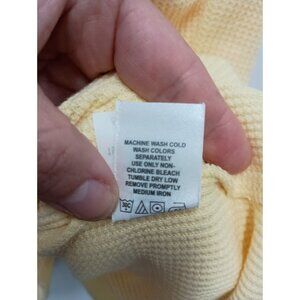 MACHINE WASH COLD
WASH COLORS
SEPARATELY
USE ONLY NON-
CHLORINE BLEACH
TUMBLE DRY LOW
REMOVE PROMPTLY
MEDIUM IRON